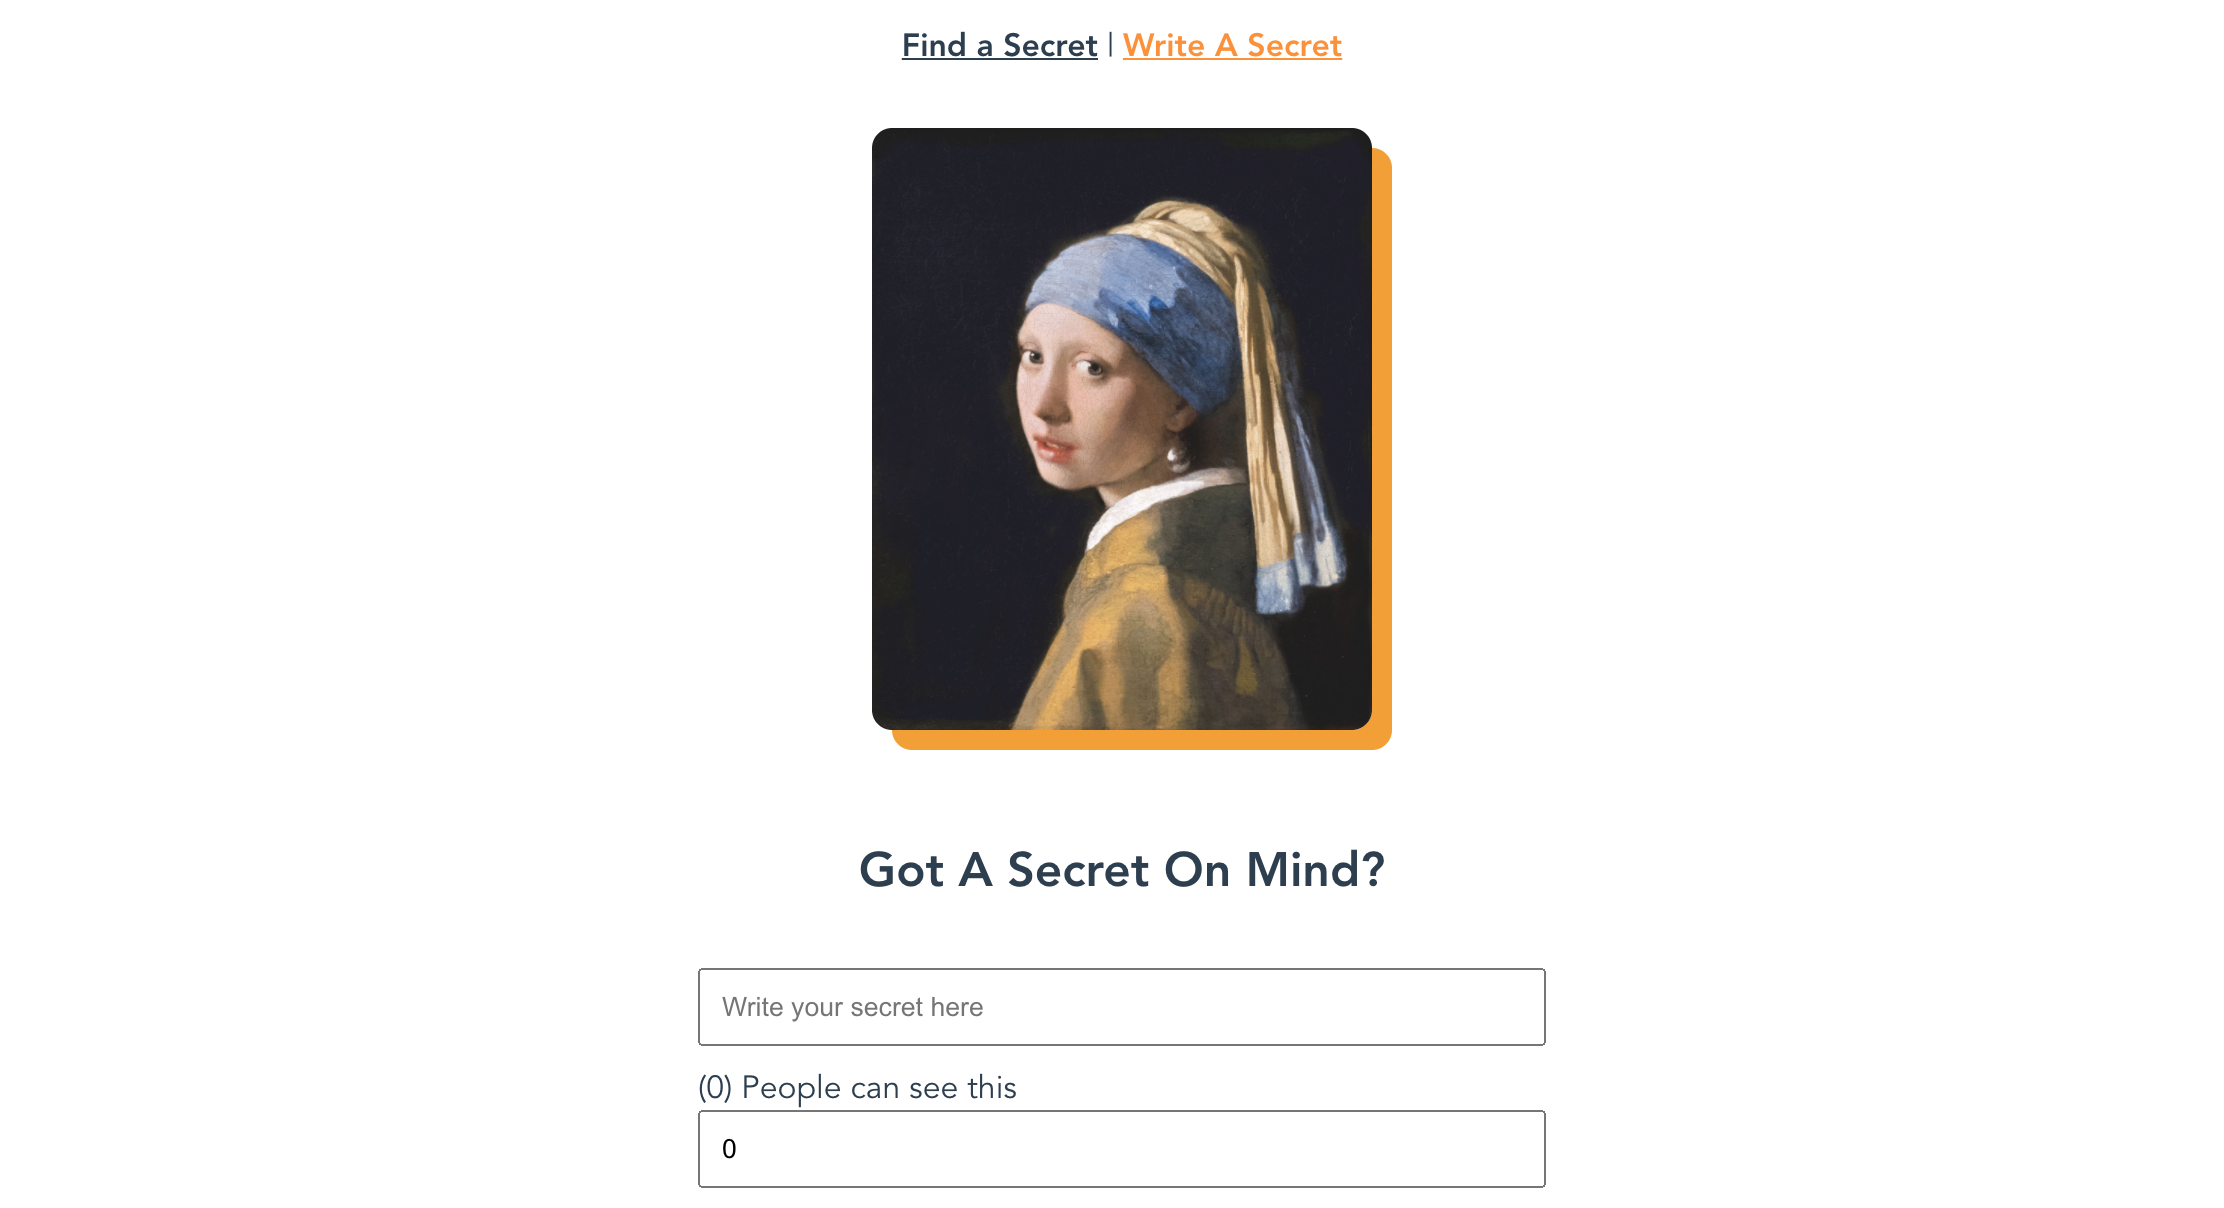 Find a Secret | Write A Secret
Got A Secret On Mind?
Write your secret here
(0) People can see this
0